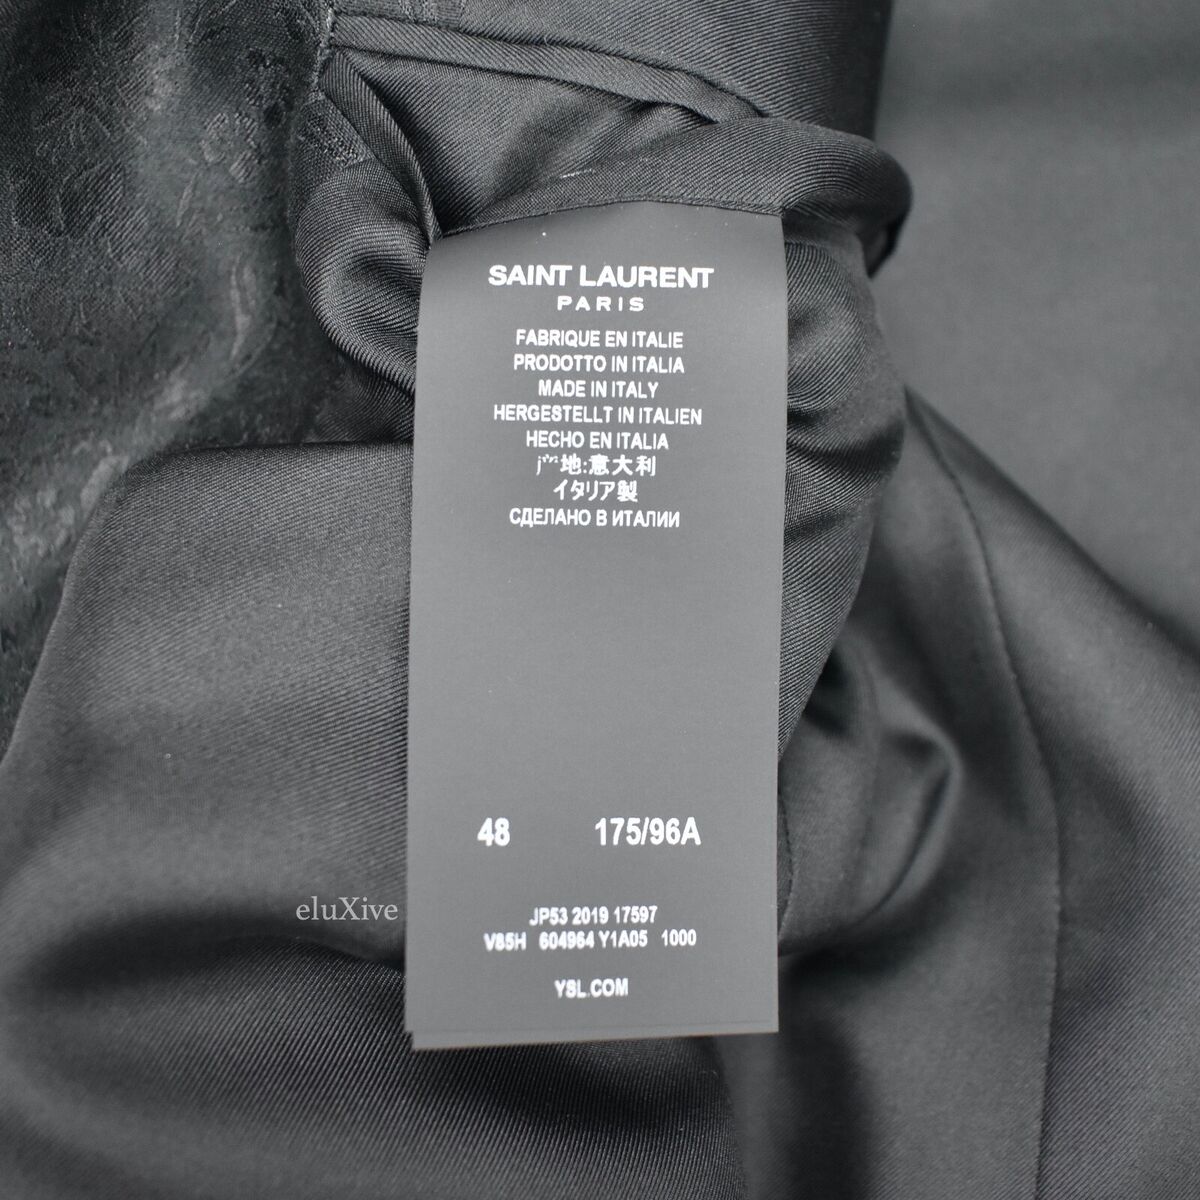 SAINT LAURENT
PARIS
FABRIQUE EN ITALIE
PRODOTTO IN ITALIA
MADE IN ITALY
HERGESTELLT IN ITALIEN
HECHO EN ITALIA
产地:意大利
イタリア製
СДЕЛАНО В ИТАЛИИ
48 175/96A
eluXive
JP53 2019 17597
V85H 604964 Y1A05 1000
YSL.COM